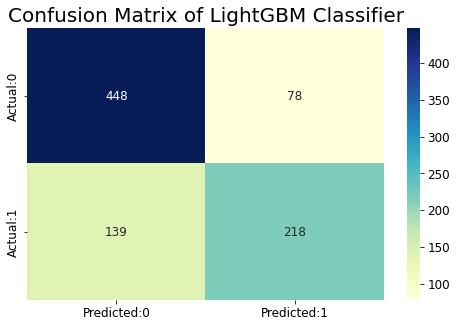 Confusion Matrix of LightGBM Classifier
Actual:0
448
78
Actual:1
139
218
Predicted:0
Predicted:1
400
350
300
250
200
150
100